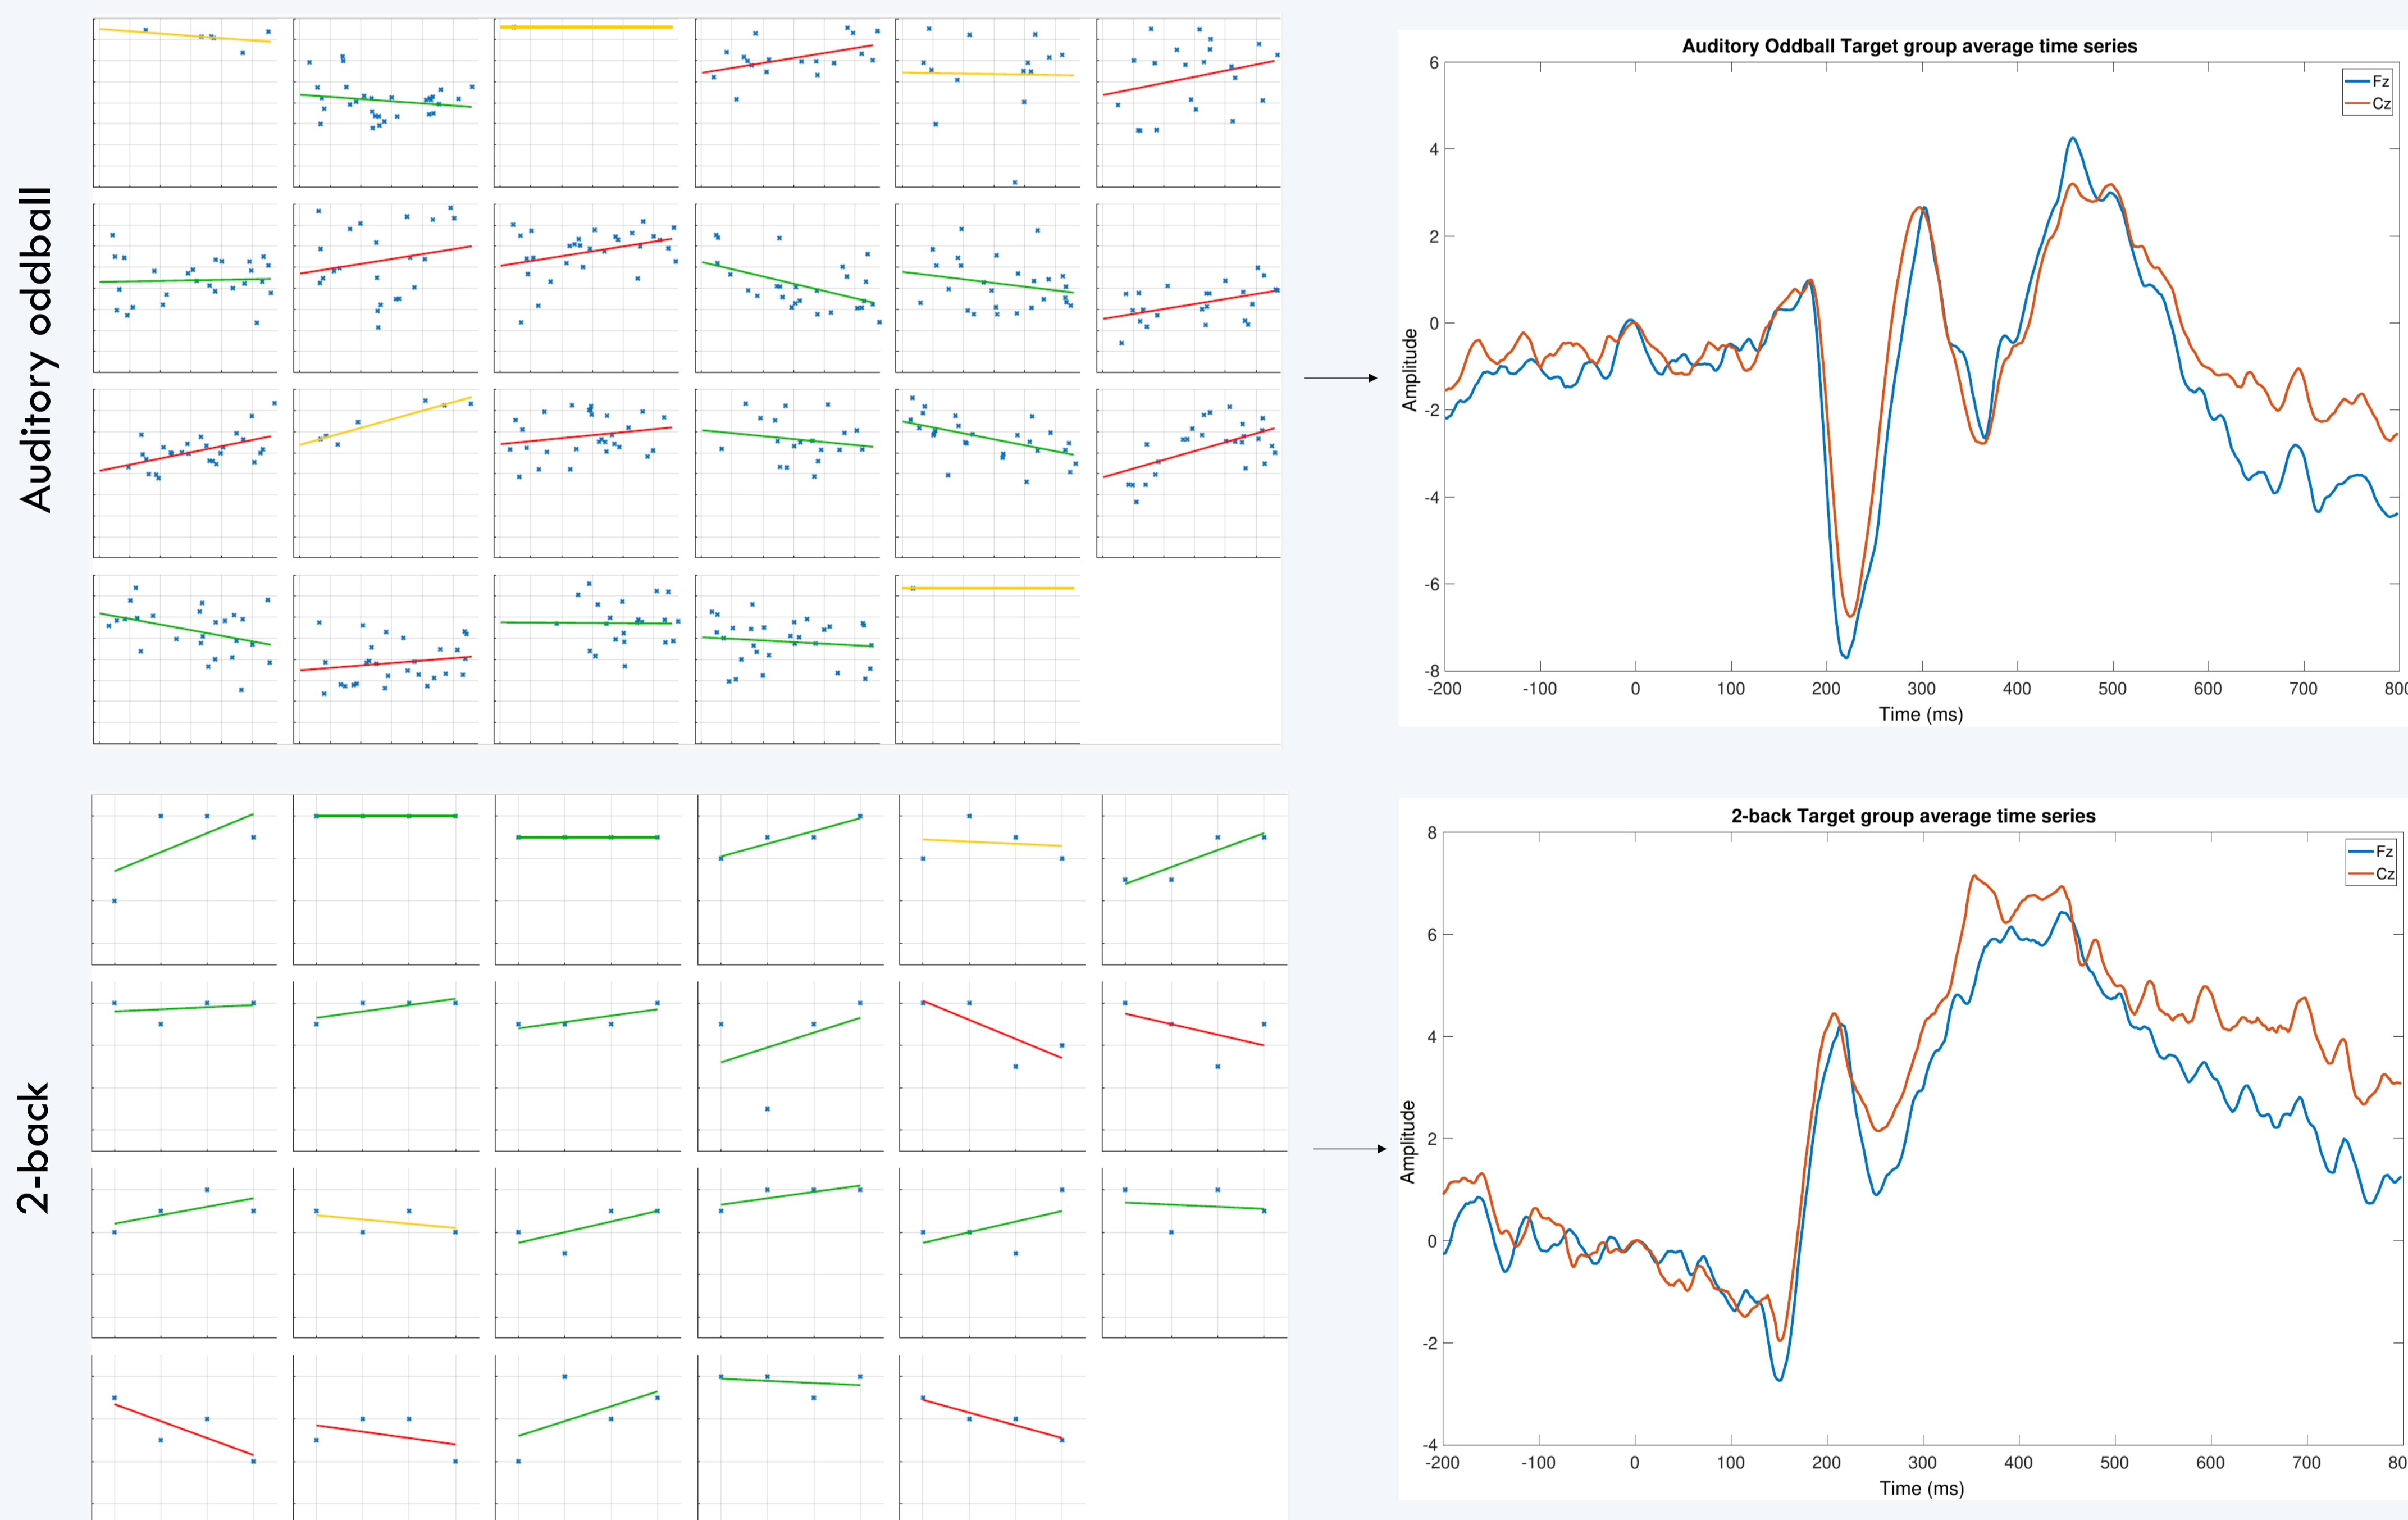 Auditory oddball
Auditory Oddball Target group average time series
Fz
Cz
6
4
2
0
-2
-4
-6
-8
Amplitude
-200 -100 0 100 200 300 400 500 600 700 800
Time (ms)
2-back
2-back Target group average time series
Fz
Cz
8
6
4
2
0
-2
-4
Amplitude
-200 -100 0 100 200 300 400 500 600 700 80
Time (ms)